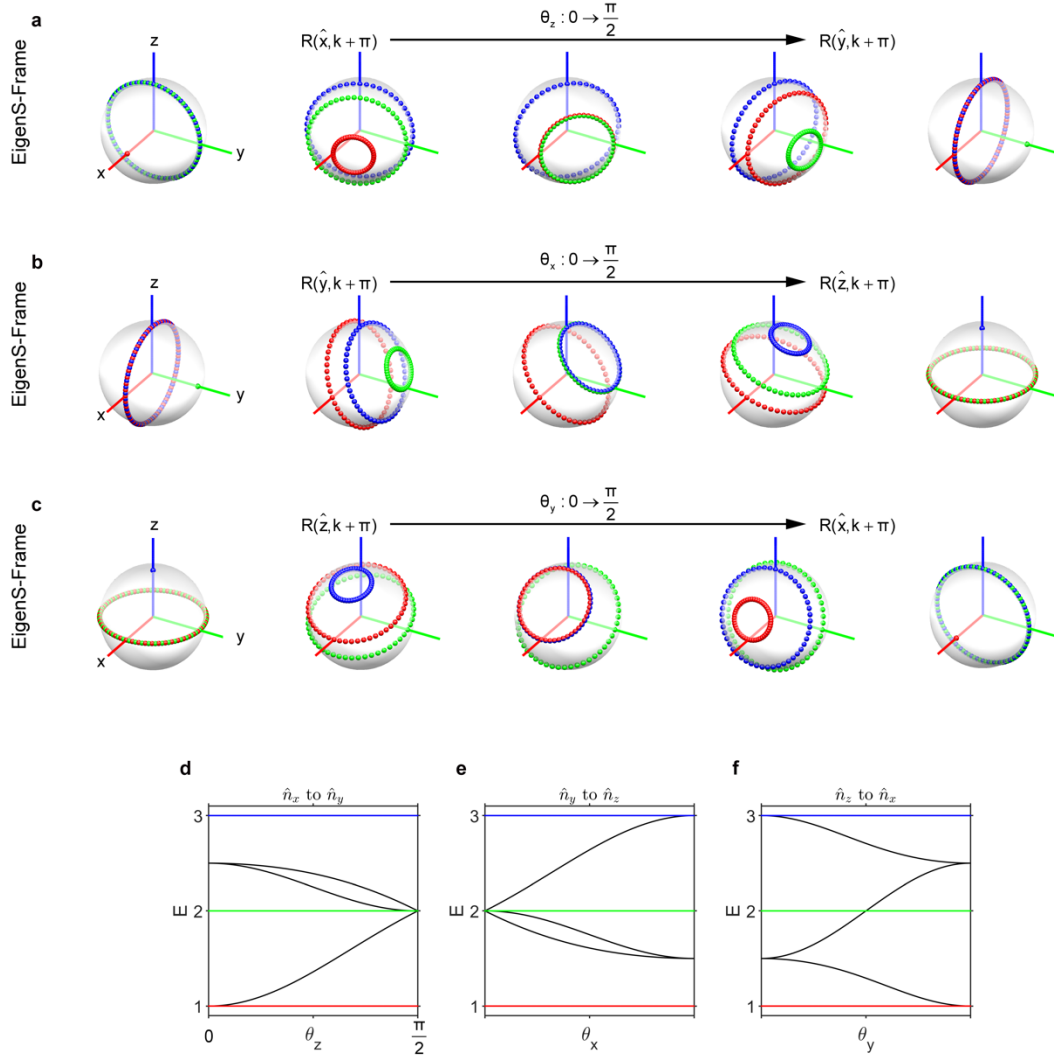 a
θz : 0 → π/2
R(x̂,k + π)
R(ŷ,k + π)
EigenS-Frame
z
y
x
b
θx : 0 → π/2
R(ŷ,k + π)
R(ẑ,k + π)
EigenS-Frame
z
y
x
c
θy : 0 → π/2
R(ẑ,k + π)
R(x̂,k + π)
EigenS-Frame
z
y
x
d
n̂x to n̂y
3
E 2
1
0 θz π/2
e
n̂y to n̂z
3
E 2
1
θx
f
n̂z to n̂x
3
E 2
1
θy